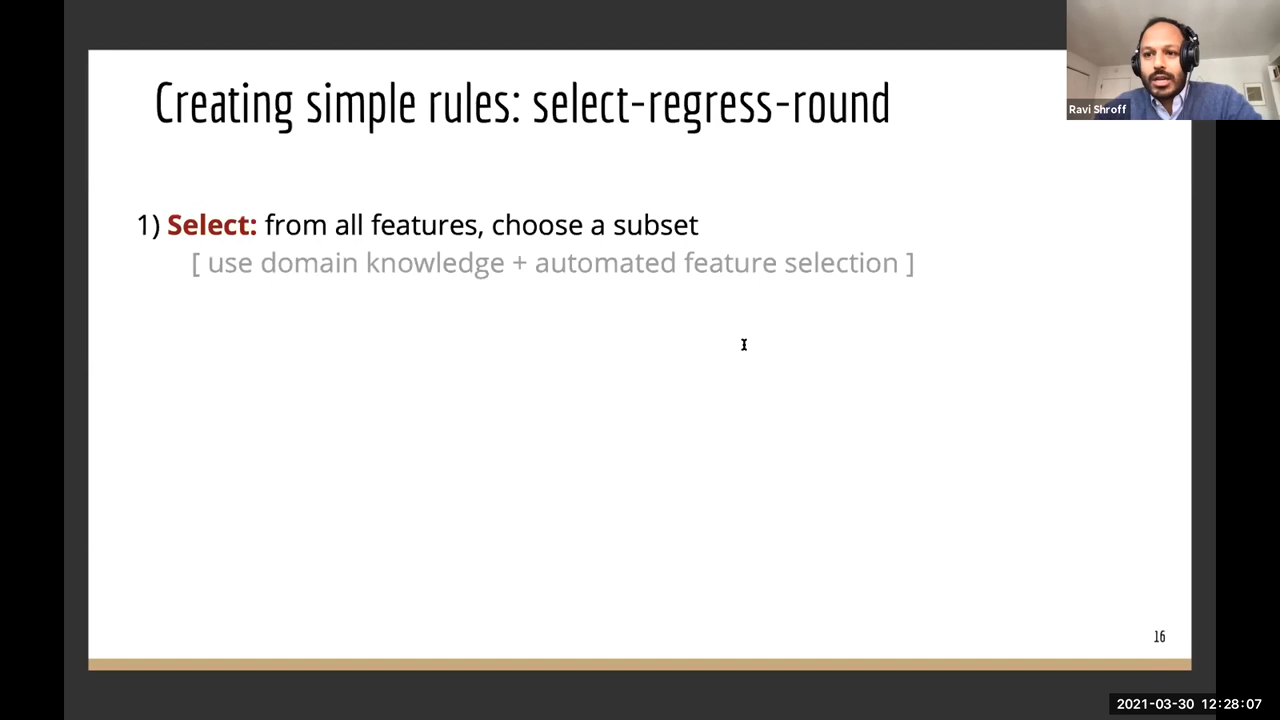 Creating simple rules: select-regress-round
Ravi Shroff
1) Select: from all features, choose a subset
[ use domain knowledge + automated feature selection ]
16
2021-03-30 12:28:07